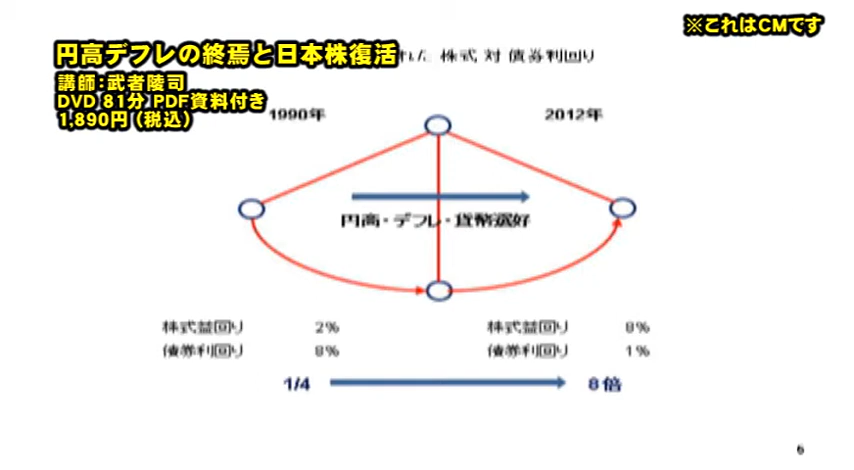 ※これはCMです
円高デフレの終焉と日本株復活
れた 株式 対 債券利回り
講師：武者陵司
DVD 81分 PDF資料付き
1,890円（税込）
1990年
2012年
円高・デフレ・貨幣選好
株式益回り 2%
株式益回り 8%
債券利回り 8%
債券利回り 1%
1/4
8倍
6